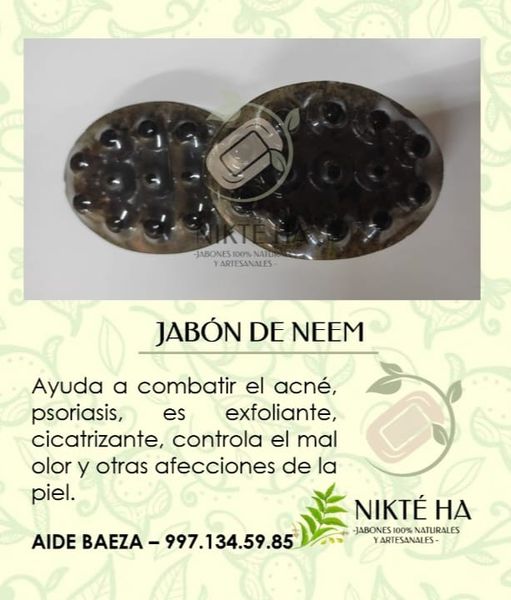 NIKTÉ HA
-JABONES 100% NATURALES
Y ARTESANALES -
JABÓN DE NEEM
Ayuda a combatir el acné,
psoriasis, es exfoliante,
cicatrizante, controla el mal
olor y otras afecciones de la
piel.
NIKTÉ HA
-JABONES 100% NATURALES
Y ARTESANALES -
AIDE BAEZA – 997.134.59.85